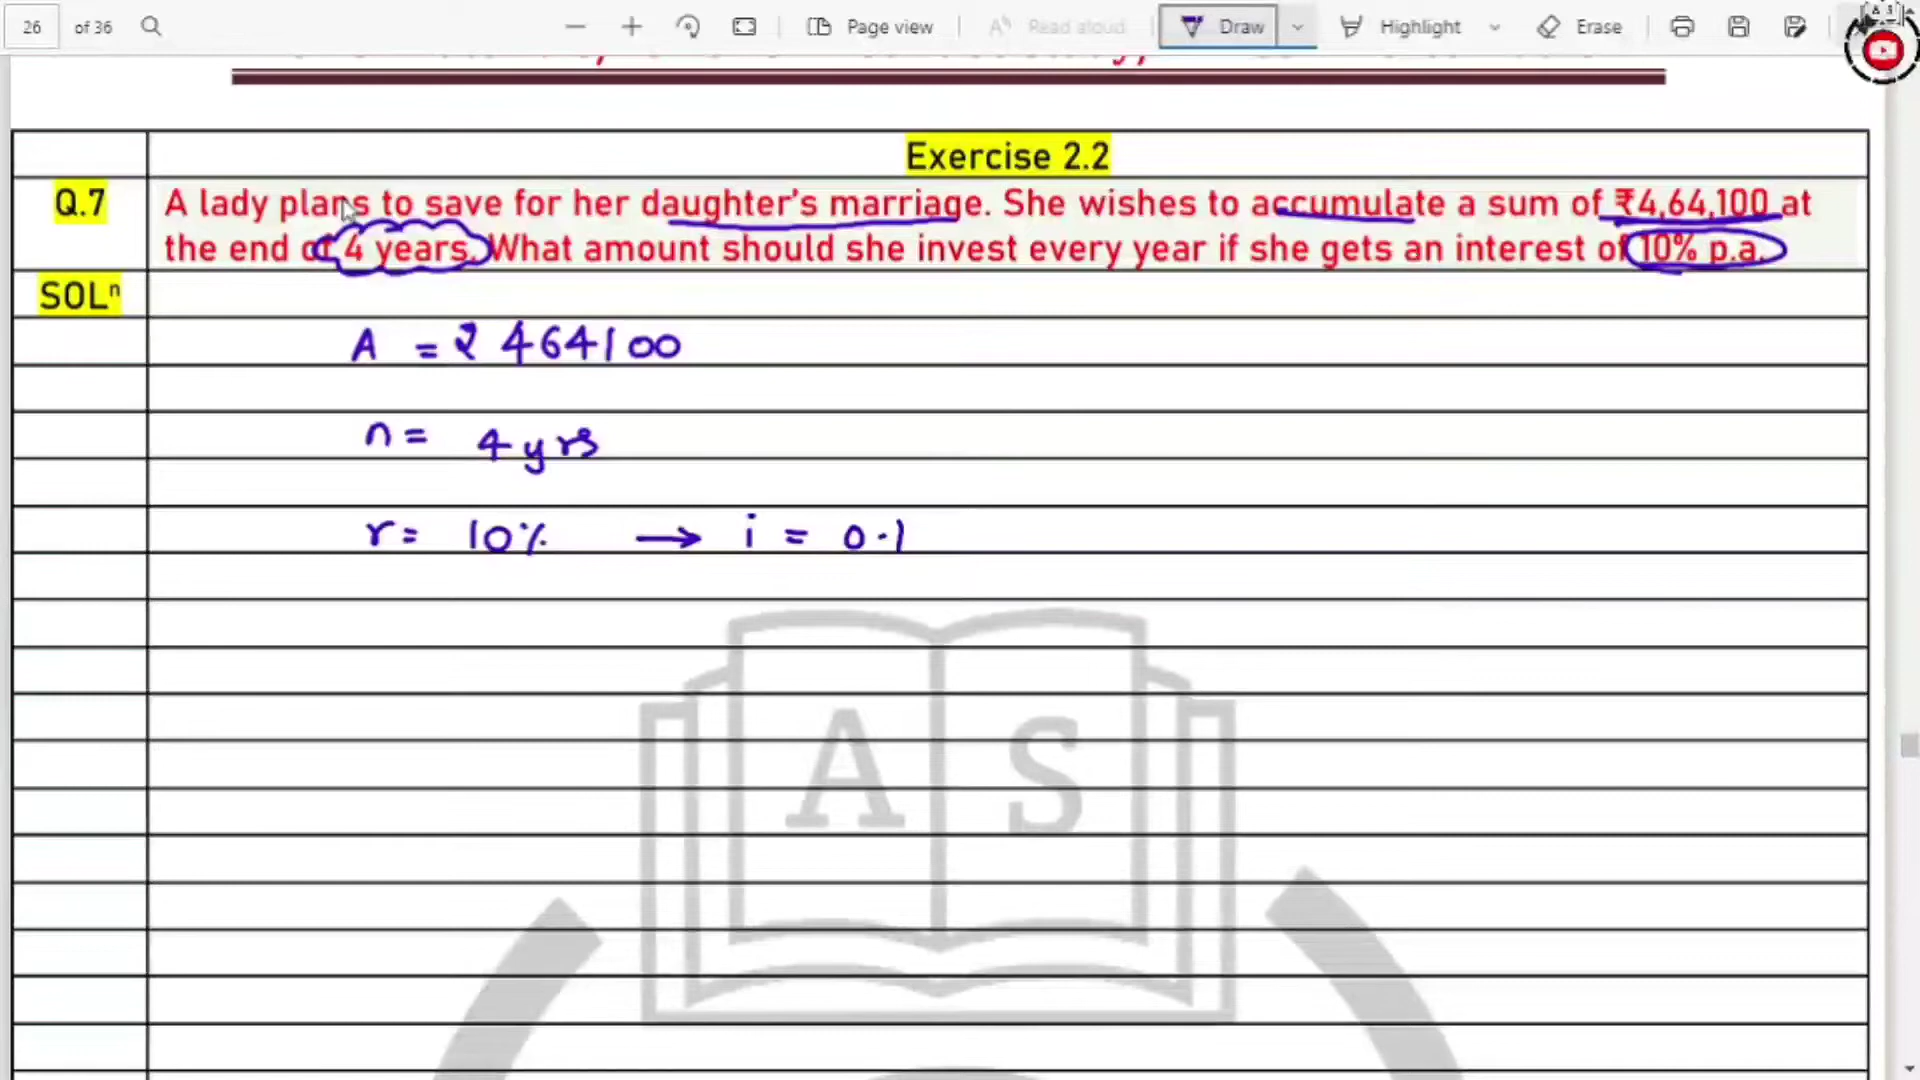 26 of 36 Page view Read aloud Draw Highlight Erase
Exercise 2.2
Q.7 A lady plans to save for her daughter's marriage. She wishes to accumulate a sum of ₹4,64,100 at
the end of 4 years. What amount should she invest every year if she gets an interest of 10% p.a.
SOLⁿ
A = ₹ 464100
n = 4 yrs
r = 10% → i = 0.1
A S